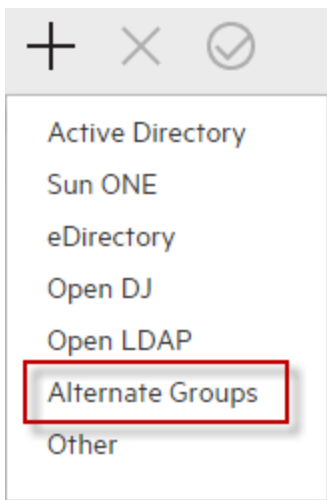 Active Directory
Sun ONE
eDirectory
Open DJ
Open LDAP
Alternate Groups
Other